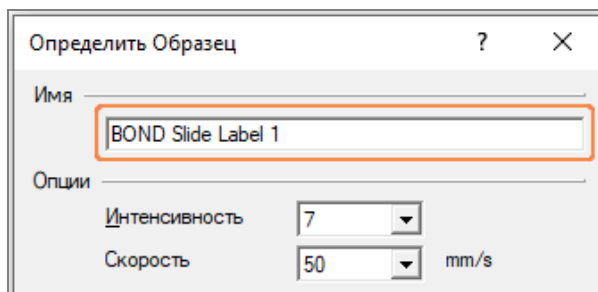 Определить Образец ? ×
Имя
BOND Slide Label 1
Опции
Интенсивность 7
Скорость 50 mm/s